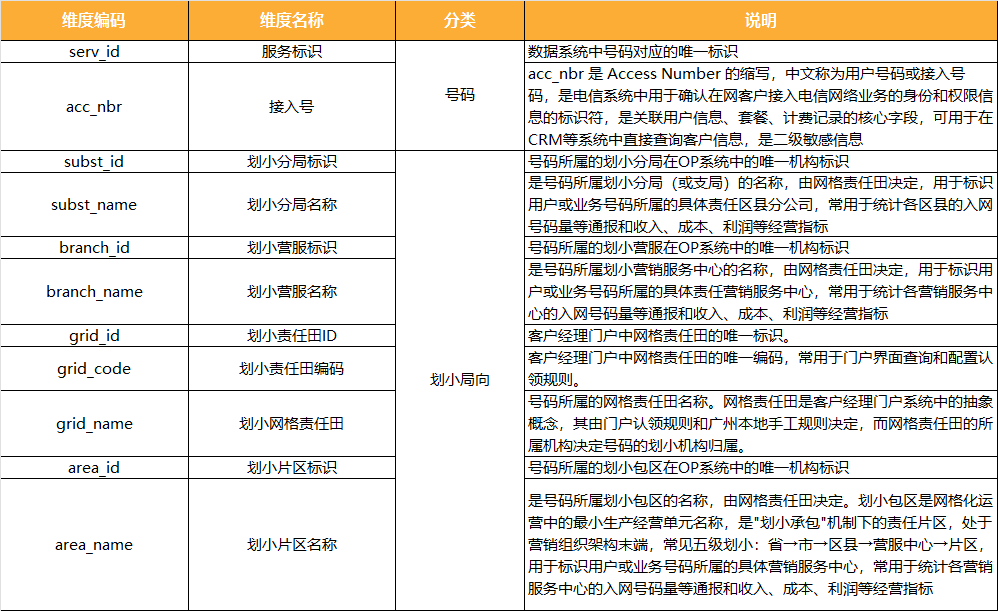 维度编码 维度名称 分类 说明
serv_id 服务标识 数据系统中号码对应的唯一标识
号码
acc_nbr 接入号 acc_nbr 是 Access Number 的缩写，中文称为用户号码或接入号
码，是电信系统中用于确认在网客户接入电信网络业务的身份和权限信
息的标识符，是关联用户信息、套餐、计费记录的核心字段，可用于在
CRM等系统中直接查询客户信息，是二级敏感信息
subst_id 划小分局标识 号码所属的划小分局在OP系统中的唯一机构标识
subst_name 划小分局名称 是号码所属划小分局（或支局）的名称，由网格责任田决定，用于标识
用户或业务号码所属的具体责任区县分公司，常用于统计各区县的入网
号码量等通报和收入、成本、利润等经营指标
branch_id 划小营服标识 号码所属的划小营服在OP系统中的唯一机构标识
branch_name 划小营服名称 是号码所属划小营销服务中心的名称，由网格责任田决定，用于标识用
户或业务号码所属的具体责任营销服务中心，常用于统计各营销服务中
心的入网号码量等通报和收入、成本、利润等经营指标
grid_id 划小责任田ID 客户经理门户中网格责任田的唯一标识。
grid_code 划小责任田编码 客户经理门户中网格责任田的唯一编码，常用于门户界面查询和配置认
领规则。
划小局向
grid_name 划小网格责任田 号码所属的网格责任田名称。网格责任田是客户经理门户系统中的抽象
概念，其由门户认领规则和广州本地手工规则决定，而网格责任田的所
属机构决定号码的划小机构归属。
area_id 划小片区标识 号码所属的划小包区在OP系统中的唯一机构标识
area_name 划小片区名称 是号码所属划小包区的名称，由网格责任田决定。划小包区是网格化运
营中的最小生产经营单元名称，是"划小承包"机制下的责任片区，处于
营销组织架构末端，常见五级划小：省→市→区县→营服中心→片区，
用于标识用户或业务号码所属的具体营销服务中心，常用于统计各营销
服务中心的入网号码量等通报和收入、成本、利润等经营指标